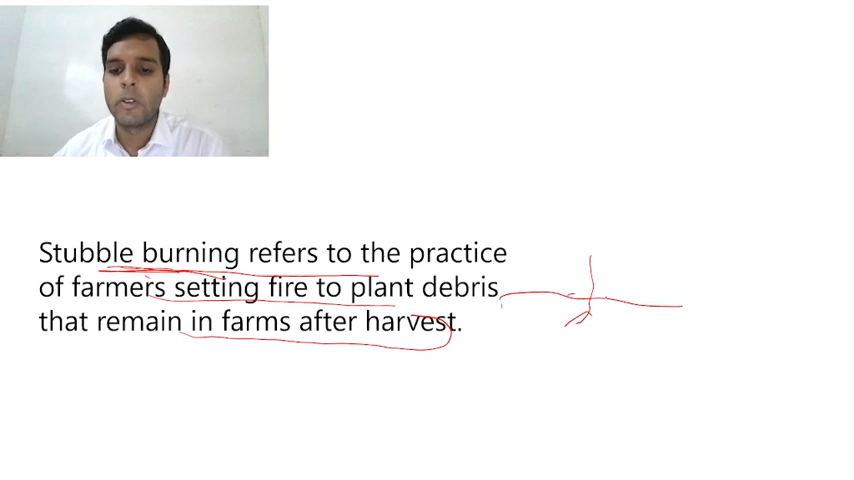 Stubble burning refers to the practice
of farmers setting fire to plant debris
that remain in farms after harvest.